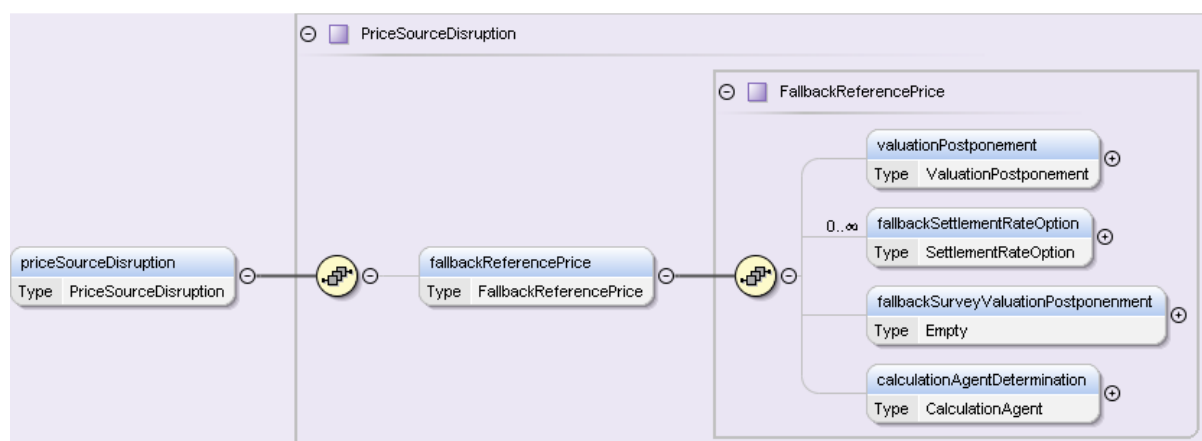 PriceSourceDisruption
FallbackReferencePrice
valuationPostponement
Type ValuationPostponement
0..∞ fallbackSettlementRateOption
Type SettlementRateOption
priceSourceDisruption
Type PriceSourceDisruption
fallbackReferencePrice
Type FallbackReferencePrice
fallbackSurveyValuationPostponenment
Type Empty
calculationAgentDetermination
Type CalculationAgent